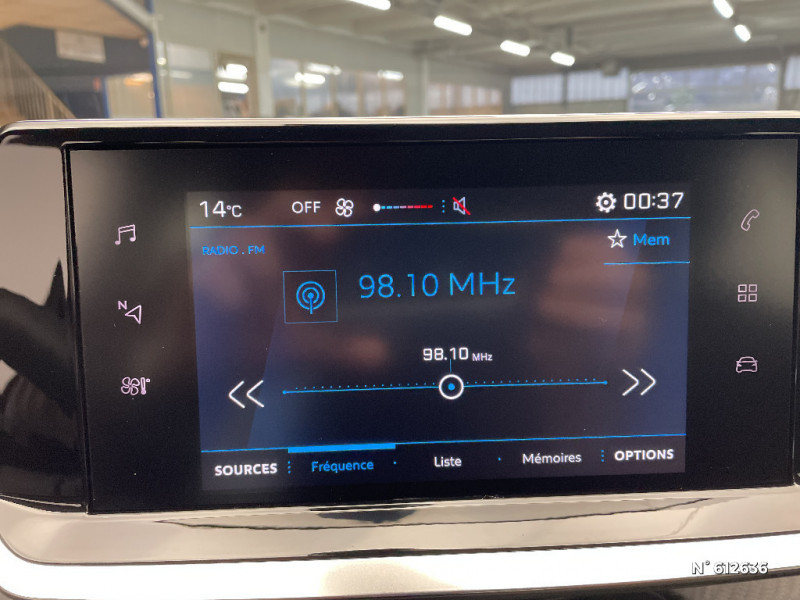 14°C OFF 00:37
RADIO . FM
Mem
98.10 MHz
N
98.10 MHz
SOURCES Fréquence Liste Mémoires OPTIONS
N° 612636